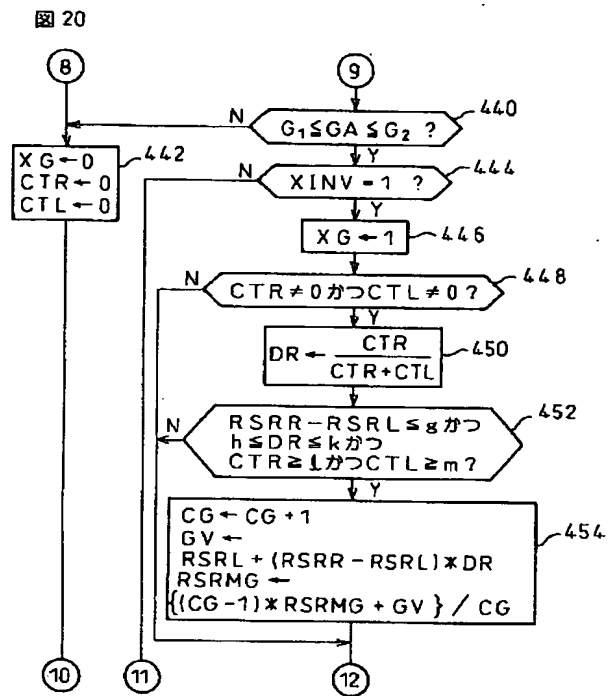 図 20
8
9
N
440
G₁≦GA≦G₂ ?
Y
442
XG←0
CTR←0
CTL←0
N
444
XINV=1 ?
Y
XG←1
446
N
448
CTR≠0かつCTL≠0?
Y
DR← CTR
CTR+CTL
450
N
452
RSRR-RSRL≦gかつ
h≦DR≦kかつ
CTR≧lかつCTL≧m?
Y
454
CG←CG+1
GV←
RSRL+(RSRR-RSRL)*DR
RSRMG←
{(CG-1)*RSRMG+GV}/CG
10
11
12